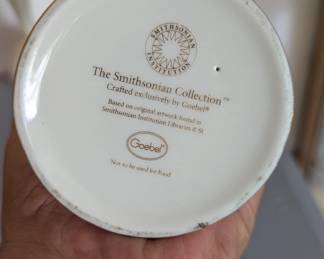 SMITHSONIAN
INSTITUTION
The Smithsonian Collection™
Crafted exclusively by Goebel®
Based on original artwork found in
Smithsonian Institution Libraries © SI
Goebel®
Not to be used for Food